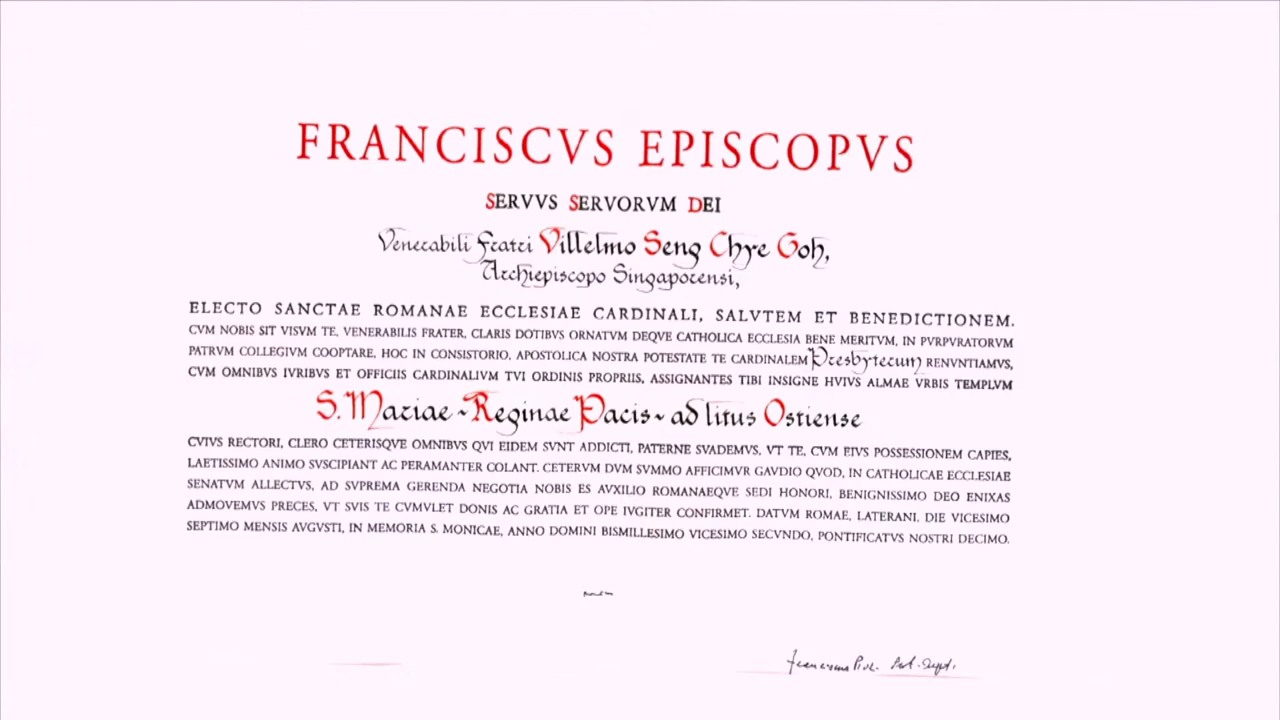 FRANCISCVS EPISCOPVS
SERVVS SERVORVM DEI
Venerabili Fratri Villelmo Seng Chye Goh,
Archiepiscopo Singaporensi,
ELECTO SANCTAE ROMANAE ECCLESIAE CARDINALI, SALVTEM ET BENEDICTIONEM.
CVM NOBIS SIT VISVM TE, VENERABILIS FRATER, CLARIS DOTIBVS ORNATVM DEQVE CATHOLICA ECCLESIA BENE MERITVM, IN PVRPVRATORVM
PATRVM COLLEGIVM COOPTARE, HOC IN CONSISTORIO, APOSTOLICA NOSTRA POTESTATE TE CARDINALEM Presbyterum RENVNTIAMVS,
CVM OMNIBVS IVRIBVS ET OFFICIIS CARDINALIVM TVI ORDINIS PROPRIIS, ASSIGNANTES TIBI INSIGNE HVIVS ALMAE VRBIS TEMPLVM
S. Mariae ~ Reginae Pacis ~ ad litus Ostiense
CVIVS RECTORI, CLERO CETERISQVE OMNIBVS QVI EIDEM SVNT ADDICTI, PATERNE SVADEMVS, VT TE, CVM EIVS POSSESSIONEM CAPIES,
LAETISSIMO ANIMO SVSCIPIANT AC PERAMANTER COLANT. CETERVM DVM SVMMO AFFICIMVR GAVDIO QVOD, IN CATHOLICAE ECCLESIAE
SENATVM ALLECTVS, AD SVPREMA GERENDA NEGOTIA NOBIS ES AVXILIO ROMANAEQVE SEDI HONORI, BENIGNISSIMO DEO ENIXAS
ADMOVEMVS PRECES, VT SVIS TE CVMVLET DONIS AC GRATIA ET OPE IVGITER CONFIRMET. DATVM ROMAE, LATERANI, DIE VICESIMO
SEPTIMO MENSIS AVGVSTI, IN MEMORIA S. MONICAE, ANNO DOMINI BISMILLESIMO VICESIMO SECVNDO, PONTIFICATVS NOSTRI DECIMO.